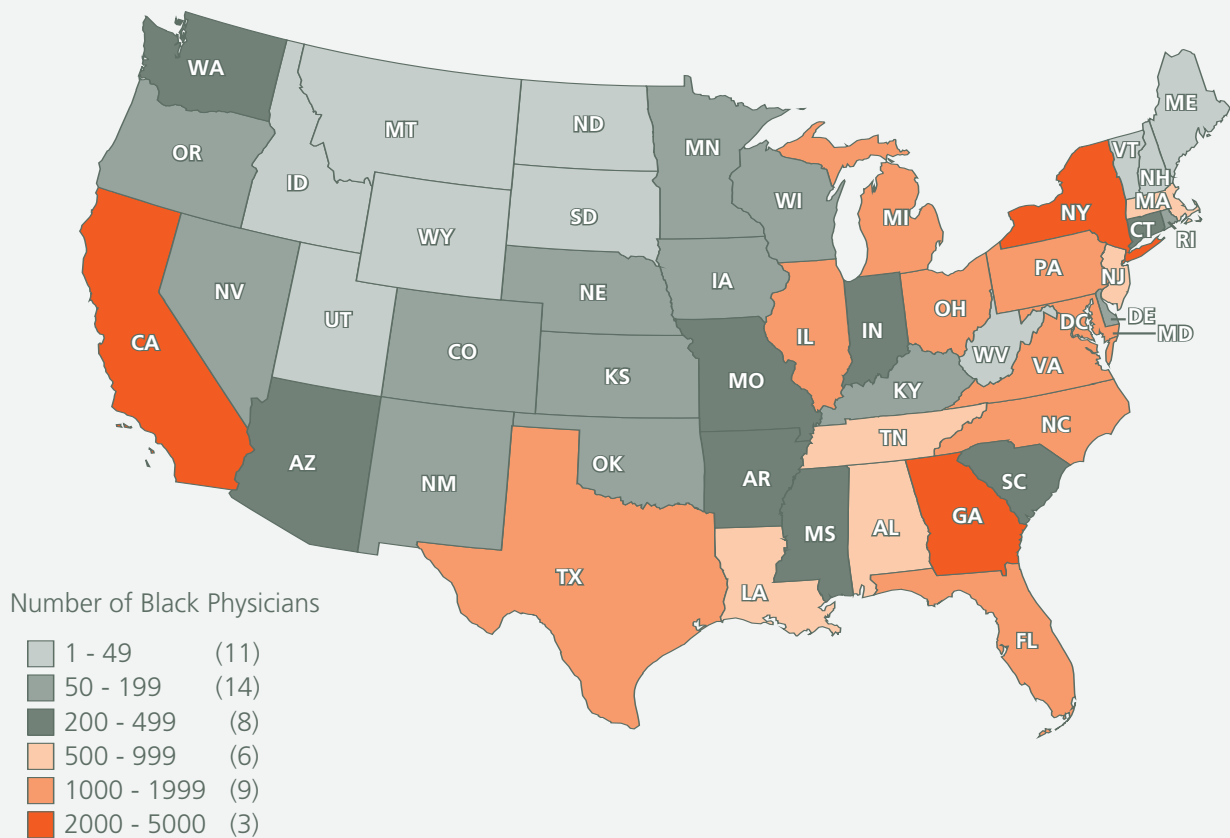 WA
ME
MT
ND
VT
MN
OR
NH
ID
WI
MA
SD
MI
NY
CT
WY
RI
PA
NJ
IA
NE
NV
OH
DE
UT
DC
MD
IL
IN
CA
CO
WV
VA
KS
MO
KY
NC
TN
AZ
OK
NM
AR
SC
GA
MS
AL
TX
LA
FL
Number of Black Physicians
1 - 49 (11)
50 - 199 (14)
200 - 499 (8)
500 - 999 (6)
1000 - 1999 (9)
2000 - 5000 (3)